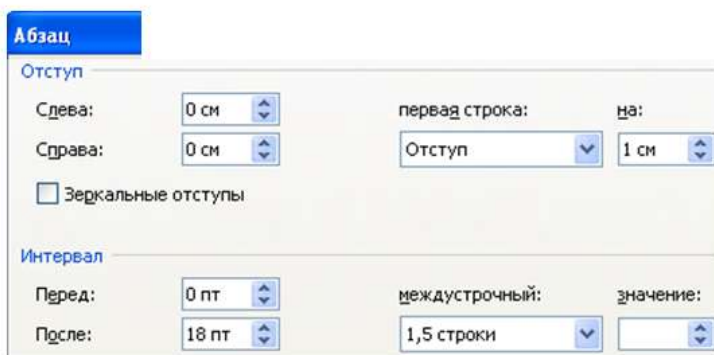 Абзац
Отступ
Слева: 0 см первая строка: на:
Справа: 0 см Отступ 1 см
Зеркальные отступы
Интервал
Перед: 0 пт междустрочный: значение:
После: 18 пт 1,5 строки